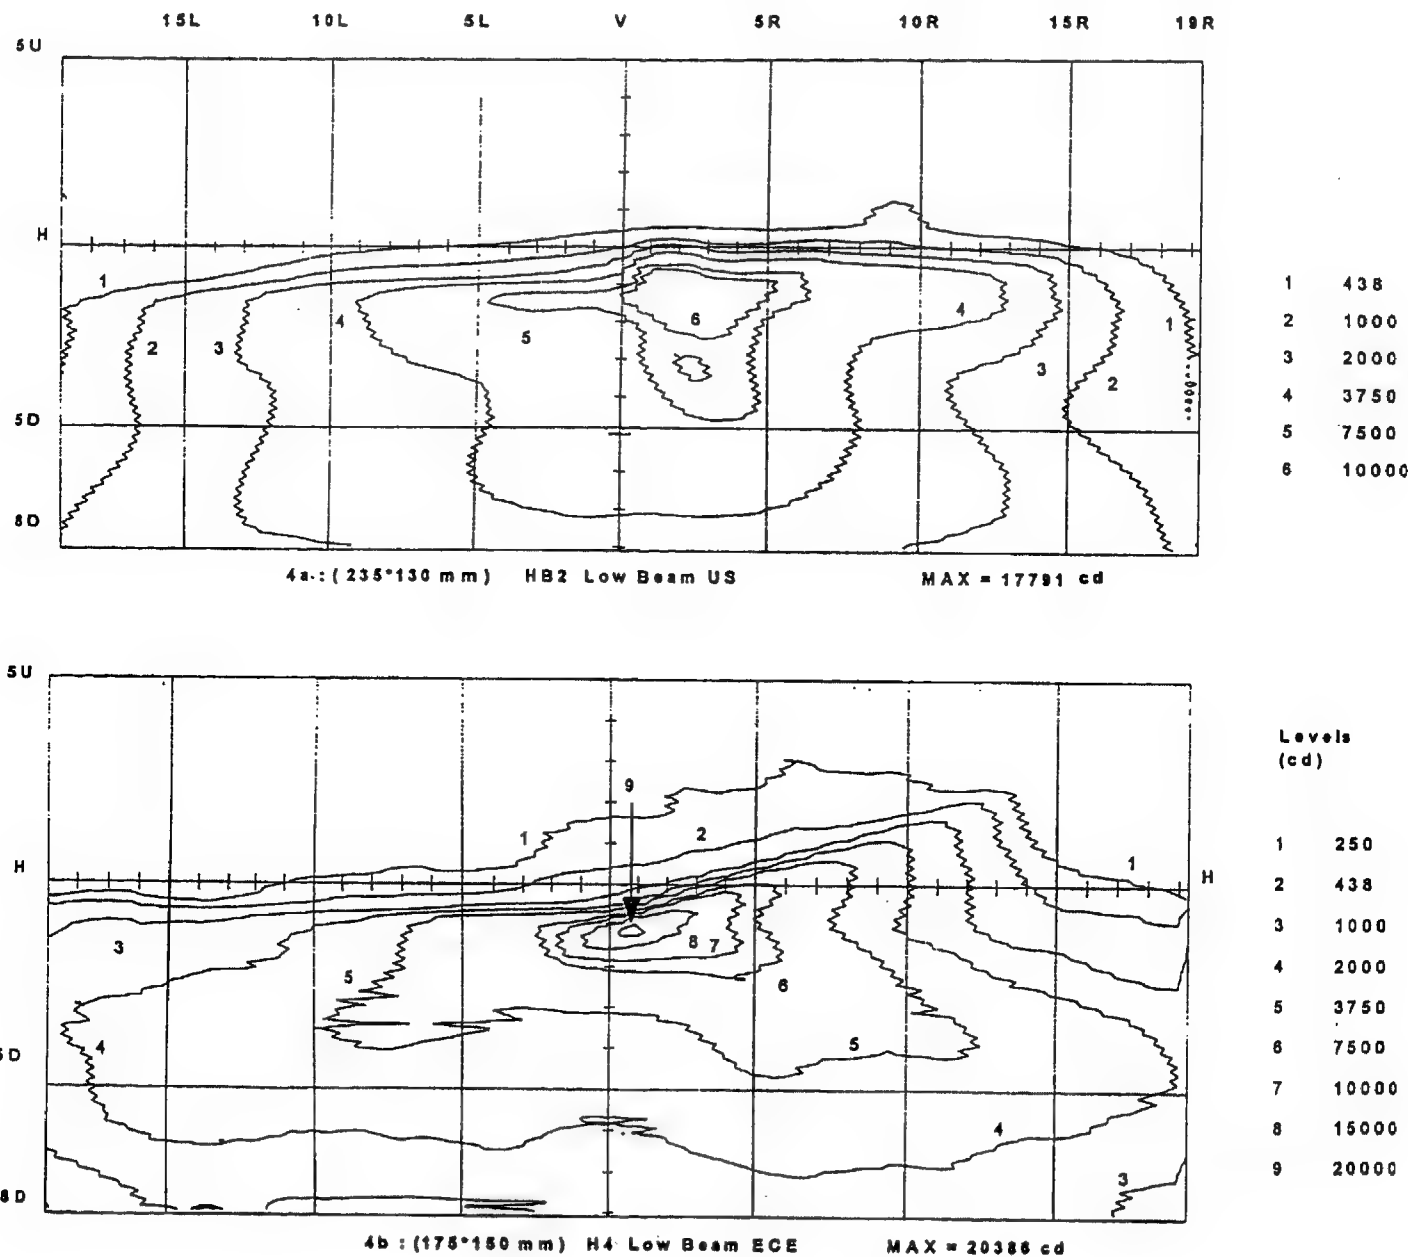 15L 10L 5L V 5R 10R 15R 19R
5U
H
1
1
2
3
4
5
6
4
3
2
5D
8D
1 438
2 1000
3 2000
4 3750
5 7500
6 10000
4a : ( 235*130 mm) HB2 Low Beam US MAX = 17791 cd
5U
9
1
2
1
H
H
3
8
7
5
6
4
5
5D
4
3
8D
Levels
(cd)
1 250
2 438
3 1000
4 2000
5 3750
6 7500
7 10000
8 15000
9 20000
4b : (175*150 mm) H4 Low Beam ECE MAX = 20386 cd